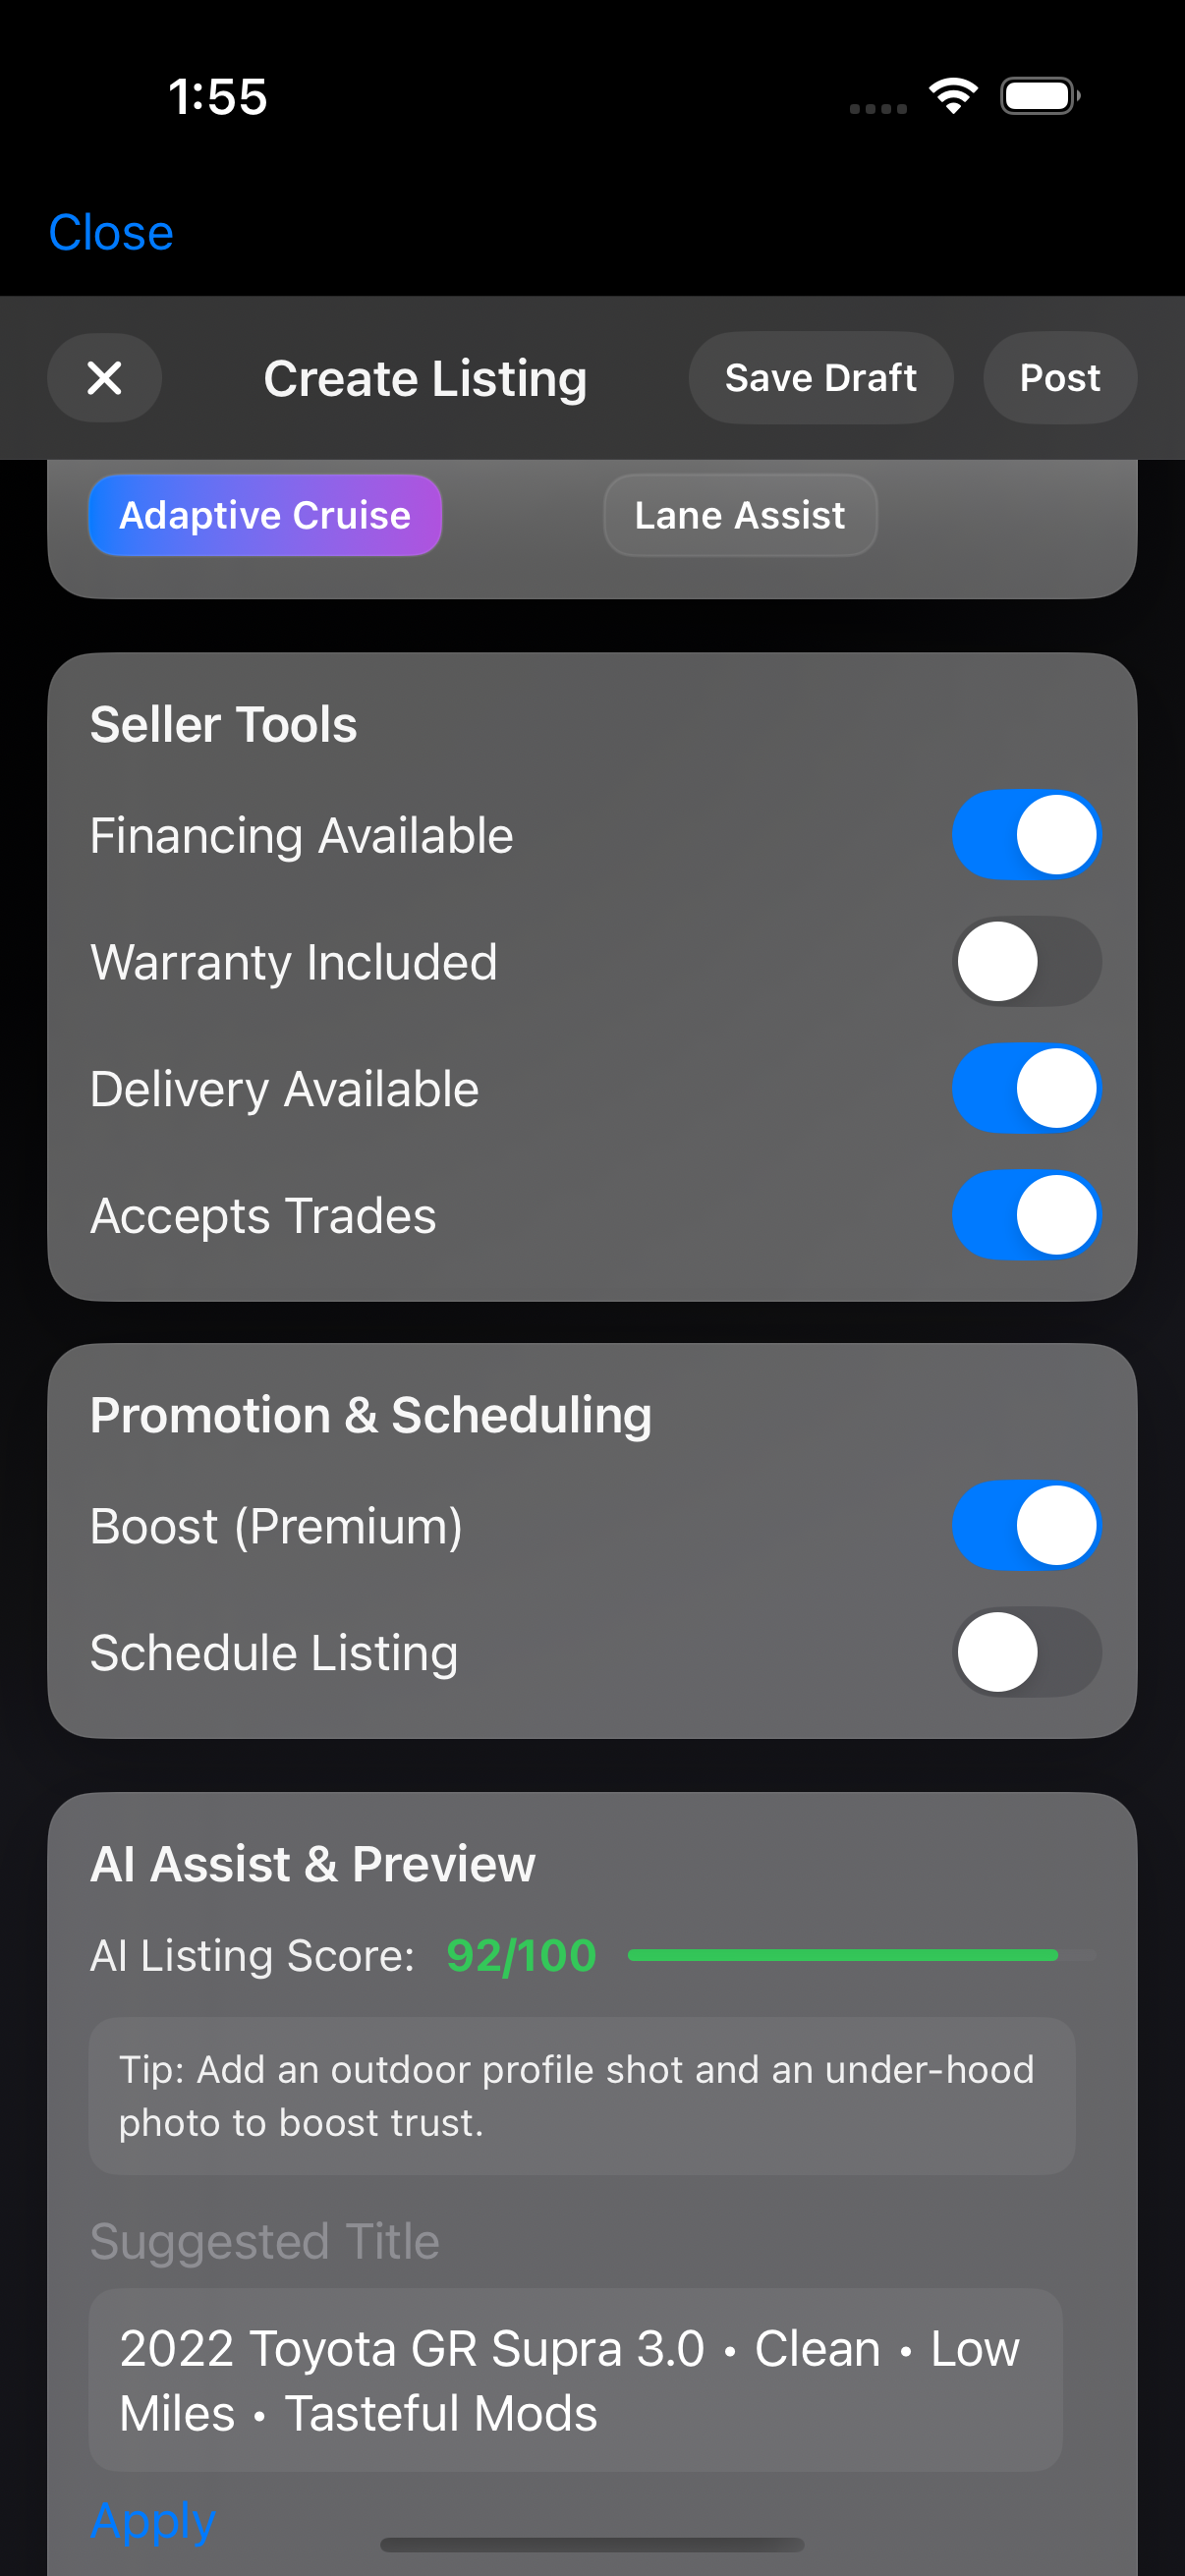 1:55
Close
Create Listing
Save Draft
Post
Adaptive Cruise
Lane Assist
Seller Tools
Financing Available
Warranty Included
Delivery Available
Accepts Trades
Promotion & Scheduling
Boost (Premium)
Schedule Listing
AI Assist & Preview
AI Listing Score: 92/100
Tip: Add an outdoor profile shot and an under-hood
photo to boost trust.
Suggested Title
2022 Toyota GR Supra 3.0 • Clean • Low
Miles • Tasteful Mods
Apply